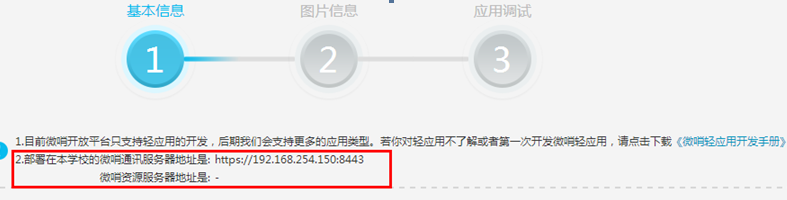 基本信息 图片信息 应用调试
1 2 3
1.目前微哨开放平台只支持轻应用的开发，后期我们会支持更多的应用类型。若你对轻应用不了解或者第一次开发微哨轻应用，请点击下载《微哨轻应用开发手册》
2.部署在本学校的微哨通讯服务器地址是: https://192.168.254.150:8443
微哨资源服务器地址是: -